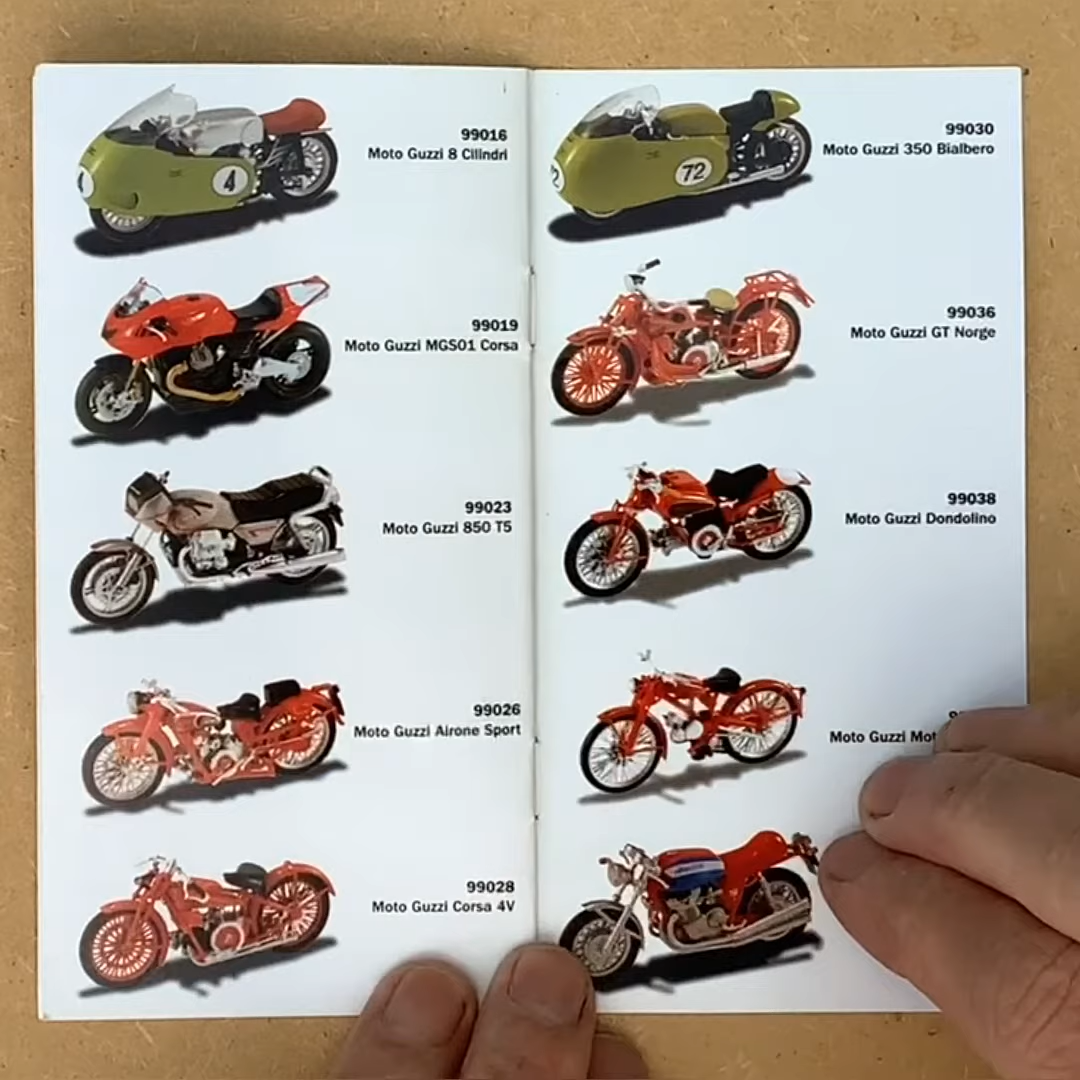 99016
Moto Guzzi 8 Cilindri
4
99019
Moto Guzzi MGS01 Corsa
99023
Moto Guzzi 850 T5
99026
Moto Guzzi Airone Sport
99028
Moto Guzzi Corsa 4V
99030
Moto Guzzi 350 Bialbero
72
99036
Moto Guzzi GT Norge
99038
Moto Guzzi Dondolino
Moto Guzzi